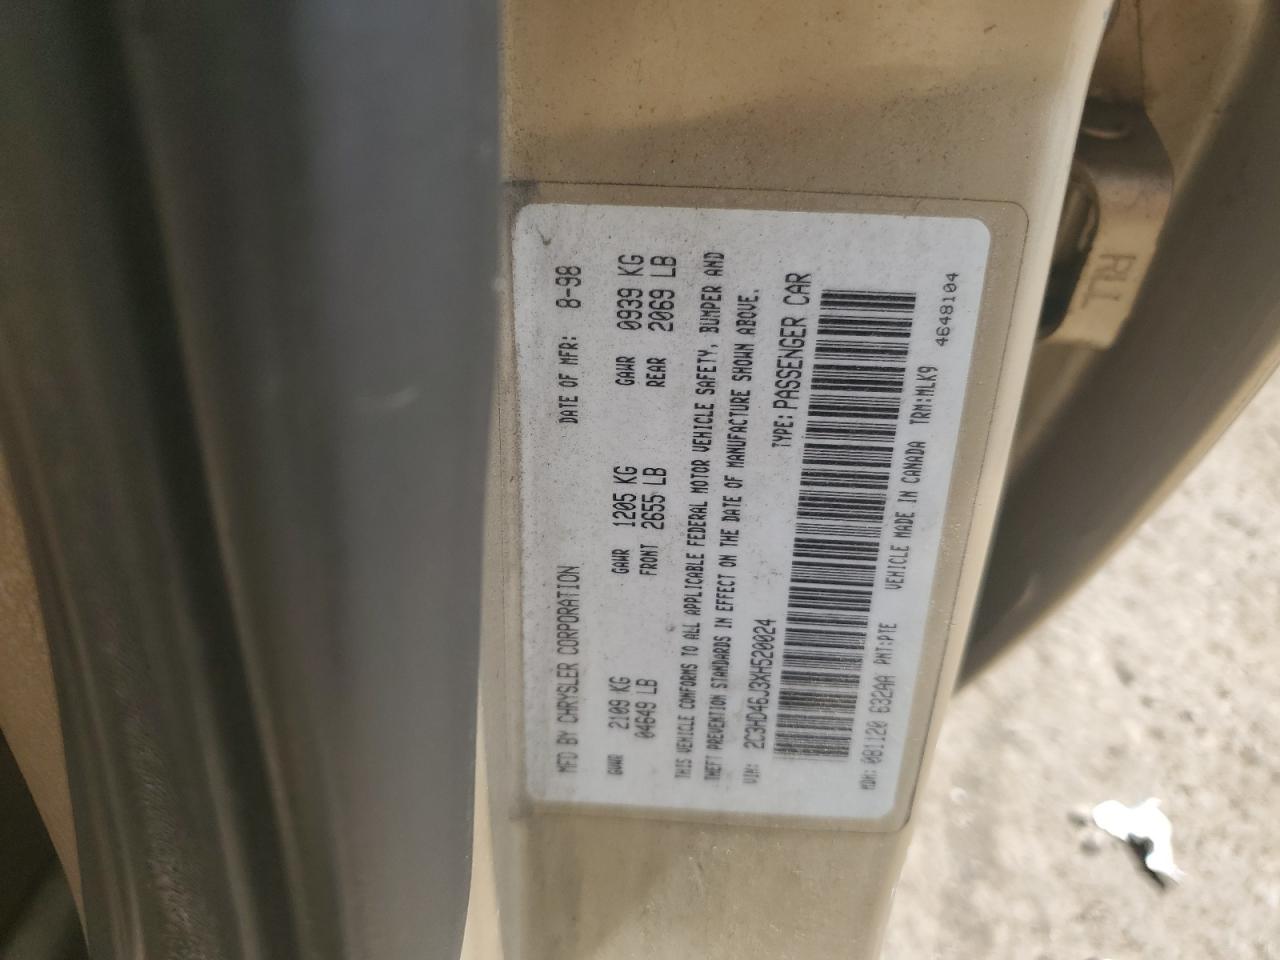 MFD BY CHRYSLER CORPORATION DATE OF MFR: 8-98
GVWR 2109 KG GAWR 1205 KG GAWR 0939 KG
04649 LB FRONT 2655 LB REAR 2069 LB
THIS VEHICLE CONFORMS TO ALL APPLICABLE FEDERAL MOTOR VEHICLE SAFETY, BUMPER AND
THEFT PREVENTION STANDARDS IN EFFECT ON THE DATE OF MANUFACTURE SHOWN ABOVE.
VIN: 2C3HD46J3XH520024 TYPE: PASSENGER CAR
MDH: 081120 632AA PNT:PTE VEHICLE MADE IN CANADA TRM:MLK9
4648104